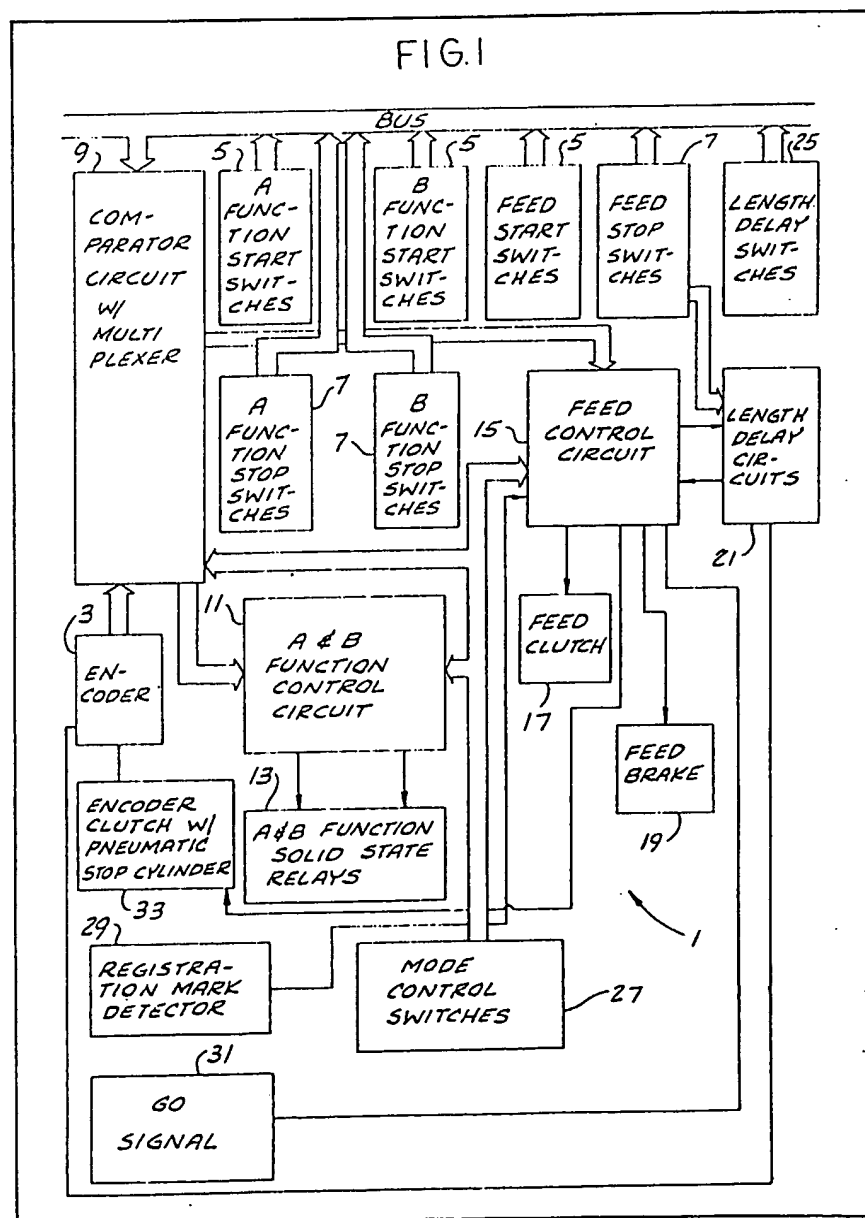 FIG.1
BUS
9
5
5
5
7
25
COM-
PARATOR
CIRCUIT
W/
MULTI
PLEXER
A
FUNC-
TION
START
SWIT-
CHES
B
FUNC-
TION
START
SWIT-
CHES
FEED
START
SWIT-
CHES
FEED
STOP
SWIT-
CHES
LENGTH
DELAY
SWIT-
CHES
A
FUNC-
TION
STOP
SWIT-
CHES
7
7
B
FUNC-
TION
STOP
SWIT-
CHES
15
FEED
CONTROL
CIRCUIT
LENGTH
DELAY
CIR-
CUITS
21
3
EN-
CODER
11
A & B
FUNCTION
CONTROL
CIRCUIT
FEED
CLUTCH
17
FEED
BRAKE
19
ENCODER
CLUTCH W/
PNEUMATIC
STOP CYLINDER
33
13
A&B FUNCTION
SOLID STATE
RELAYS
1
29
REGISTRA-
TION MARK
DETECTOR
MODE
CONTROL
SWITCHES
27
31
GO
SIGNAL